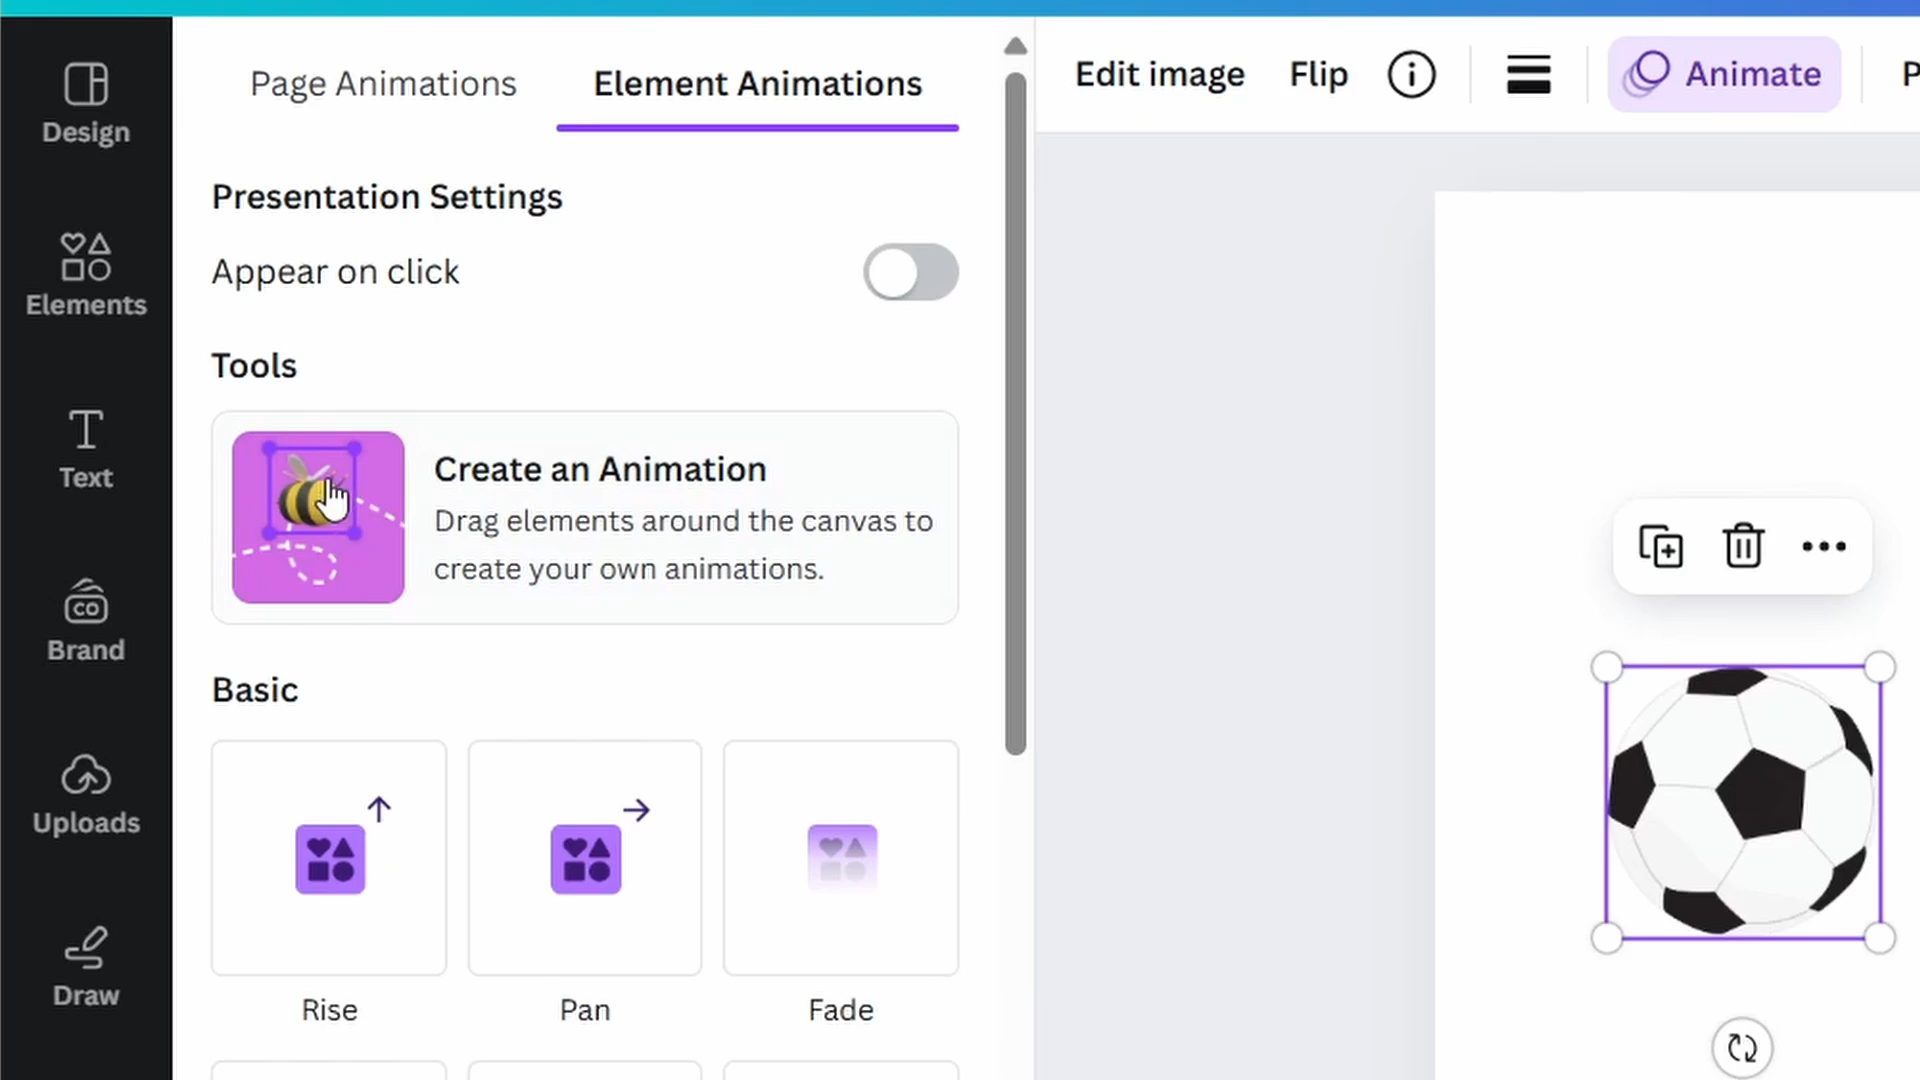 Design
Elements
Text
CO
Brand
Uploads
Draw
Page Animations
Element Animations
Presentation Settings
Appear on click
Tools
Create an Animation
Drag elements around the canvas to
create your own animations.
Basic
Rise
Pan
Fade
Edit image
Flip
Animate
P